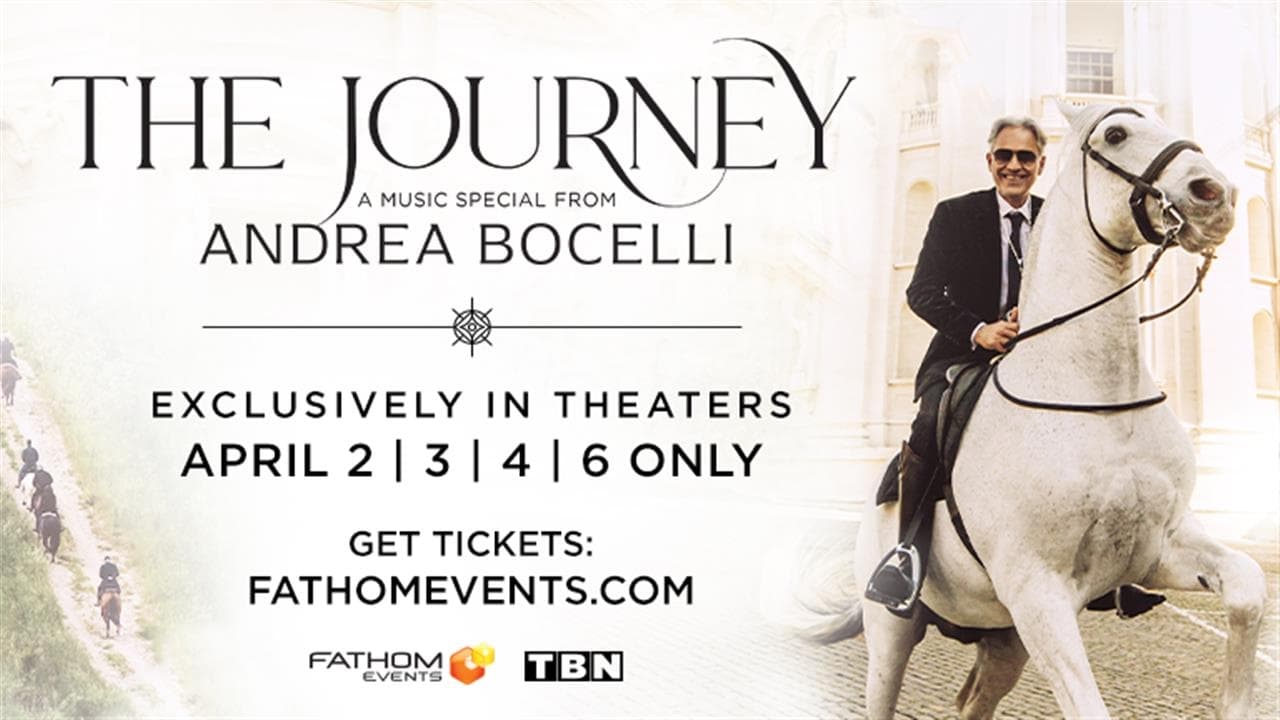 THE JOURNEY
A MUSIC SPECIAL FROM
ANDREA BOCELLI
EXCLUSIVELY IN THEATERS
APRIL 2 | 3 | 4 | 6 ONLY
GET TICKETS:
FATHOMEVENTS.COM
FATHOM
EVENTS
TBN